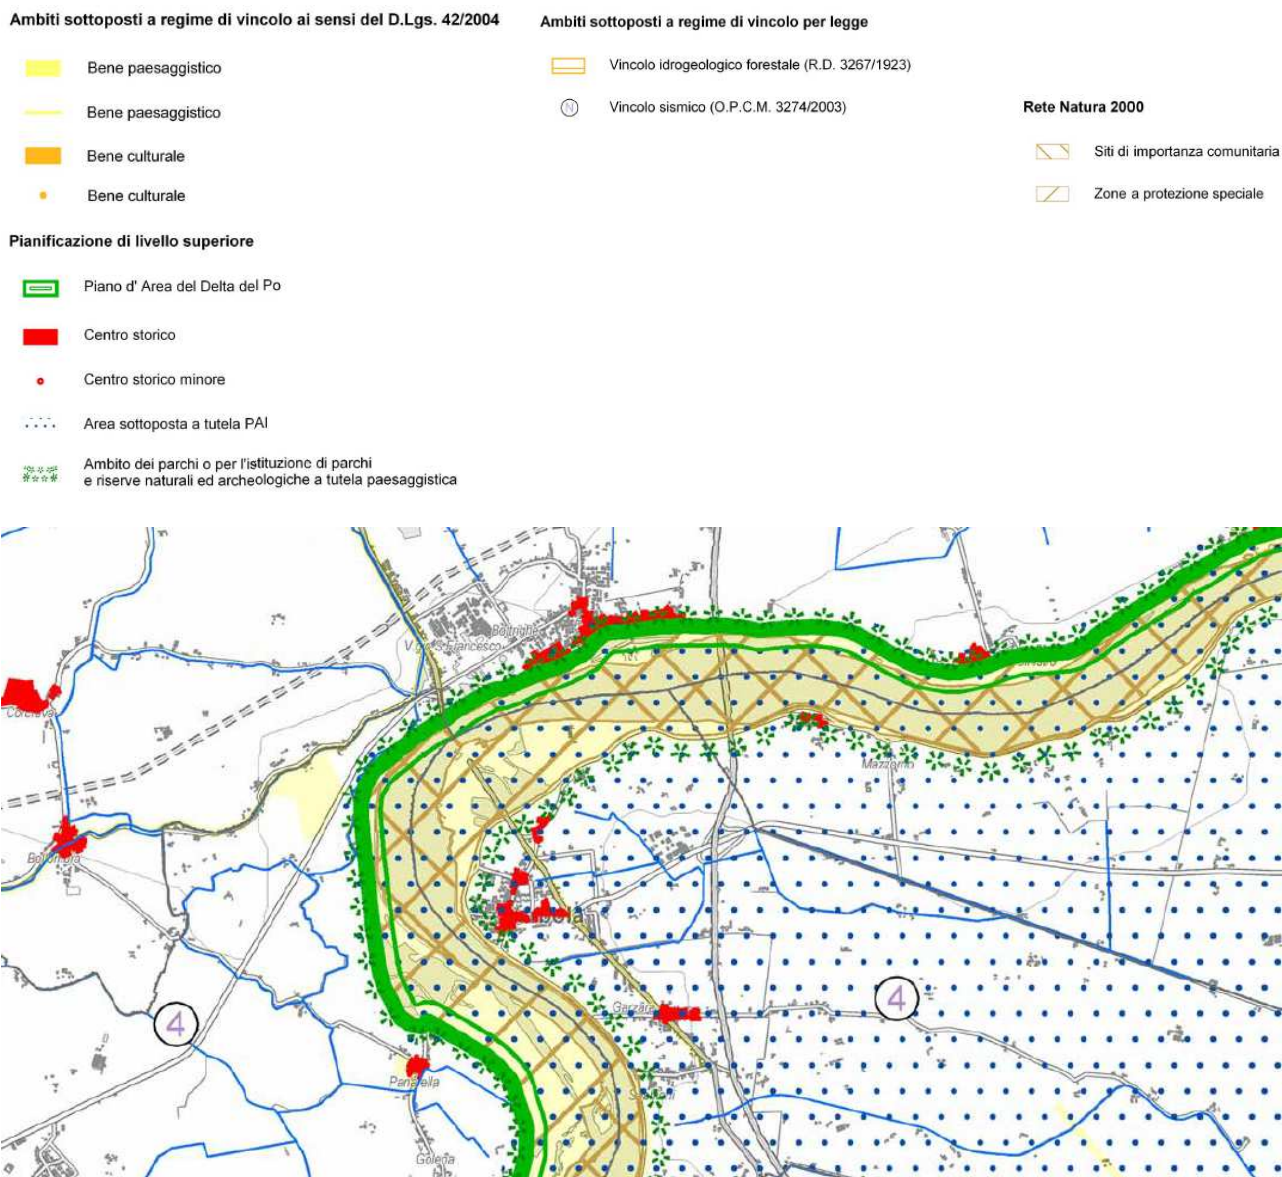 Ambiti sottoposti a regime di vincolo ai sensi del D.Lgs. 42/2004
Bene paesaggistico
Bene paesaggistico
Bene culturale
Bene culturale
Ambiti sottoposti a regime di vincolo per legge
Vincolo idrogeologico forestale (R.D. 3267/1923)
N
Vincolo sismico (O.P.C.M. 3274/2003)
Rete Natura 2000
Siti di importanza comunitaria
Zone a protezione speciale
Pianificazione di livello superiore
Piano d' Area del Delta del Po
Centro storico
Centro storico minore
Area sottoposta a tutela PAI
Ambito dei parchi o per l'istituzione di parchi
e riserve naturali ed archeologiche a tutela paesaggistica
Bottrighe
Mazzorno
4
4
Panarella